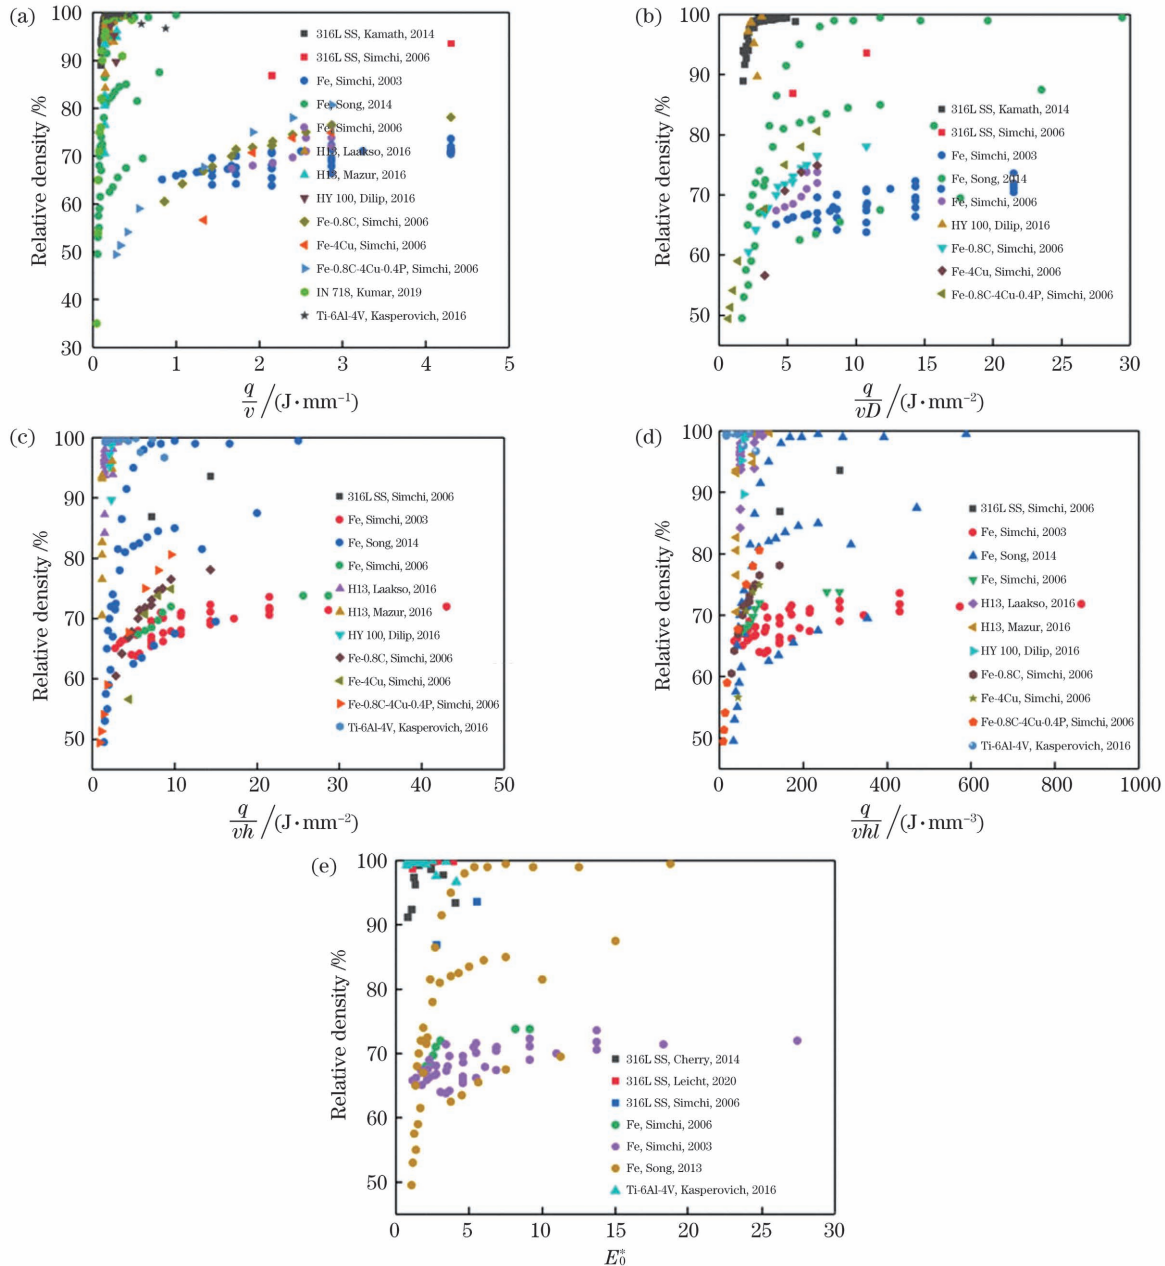 (a)
Relative density /%
100
90
80
70
60
50
40
30
0
1
2
3
4
5
316L SS, Kamath, 2014
316L SS, Simchi, 2006
Fe, Simchi, 2003
Fe, Song, 2014
Fe, Simchi, 2006
H13, Laakso, 2016
H13, Mazur, 2016
HY 100, Dilip, 2016
Fe-0.8C, Simchi, 2006
Fe-4Cu, Simchi, 2006
Fe-0.8C-4Cu-0.4P, Simchi, 2006
IN 718, Kumar, 2019
Ti-6Al-4V, Kasperovich, 2016
q/v /(J·mm⁻¹)
(b)
Relative density /%
100
90
80
70
60
50
0
5
10
15
20
25
30
316L SS, Kamath, 2014
316L SS, Simchi, 2006
Fe, Simchi, 2003
Fe, Song, 2014
Fe, Simchi, 2006
HY 100, Dilip, 2016
Fe-0.8C, Simchi, 2006
Fe-4Cu, Simchi, 2006
Fe-0.8C-4Cu-0.4P, Simchi, 2006
q/vD /(J·mm⁻²)
(c)
Relative density /%
100
90
80
70
60
50
0
10
20
30
40
50
316L SS, Simchi, 2006
Fe, Simchi, 2003
Fe, Song, 2014
Fe, Simchi, 2006
H13, Laakso, 2016
H13, Mazur, 2016
HY 100, Dilip, 2016
Fe-0.8C, Simchi, 2006
Fe-4Cu, Simchi, 2006
Fe-0.8C-4Cu-0.4P, Simchi, 2006
Ti-6Al-4V, Kasperovich, 2016
q/vh /(J·mm⁻²)
(d)
Relative density /%
100
90
80
70
60
50
0
200
400
600
800
1000
316L SS, Simchi, 2006
Fe, Simchi, 2003
Fe, Song, 2014
Fe, Simchi, 2006
H13, Laakso, 2016
H13, Mazur, 2016
HY 100, Dilip, 2016
Fe-0.8C, Simchi, 2006
Fe-4Cu, Simchi, 2006
Fe-0.8C-4Cu-0.4P, Simchi, 2006
Ti-6Al-4V, Kasperovich, 2016
q/vhl /(J·mm⁻³)
(e)
Relative density /%
100
90
80
70
60
50
0
5
10
15
20
25
30
316L SS, Cherry, 2014
316L SS, Leicht, 2020
316L SS, Simchi, 2006
Fe, Simchi, 2006
Fe, Simchi, 2003
Fe, Song, 2013
Ti-6Al-4V, Kasperovich, 2016
E₀*